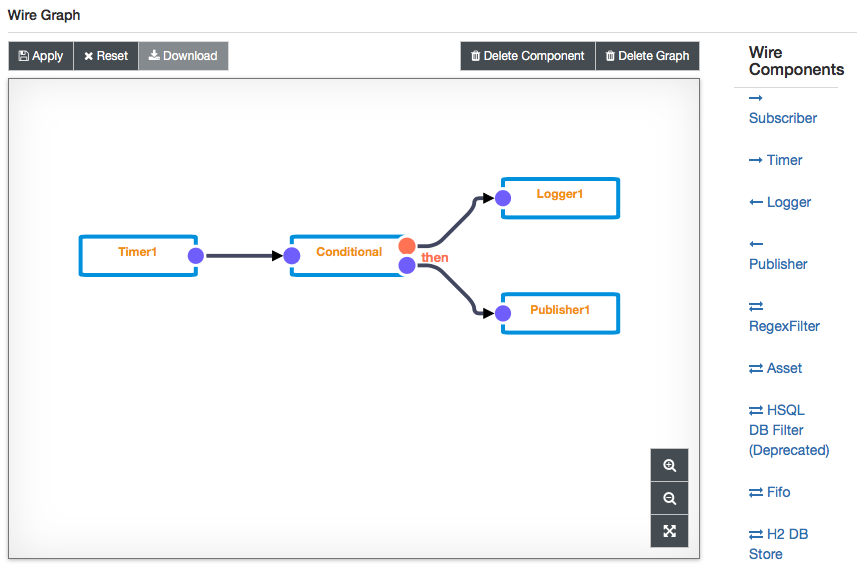 Wire Graph
Apply
Reset
Download
Delete Component
Delete Graph
Timer1
Conditional
then
Logger1
Publisher1
Wire
Components
Subscriber
Timer
Logger
Publisher
RegexFilter
Asset
HSQL
DB Filter
(Deprecated)
Fifo
H2 DB
Store